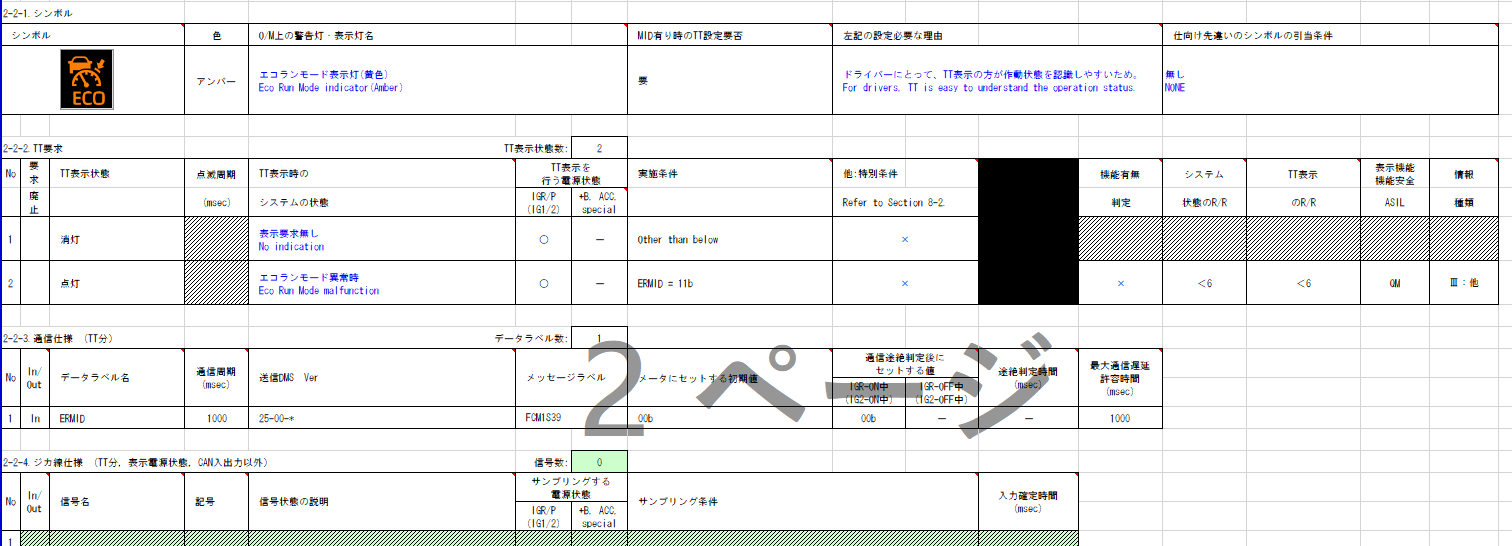 2-2-1.シンボル
シンボル 色 O/M上の警告灯・表示灯名 MID有り時のTT設定要否 左記の設定必要な理由 仕向け先違いのシンボルの引当条件
ECO
アンバー
エコランモード表示灯(黄色)
Eco Run Mode indicator(Amber)
要
ドライバーにとって、TT表示の方が作動状態を認識しやすいため。
For drivers, TT is easy to understand the operation status.
無し
NONE
2-2-2.TT要求 TT表示状態数: 2
No 要求 TT表示状態 点滅周期 TT表示時の TT表示を行う電源状態 実施条件 他:特別条件 機能有無 システム TT表示 表示機能機能安全 情報
廃止 (msec) システムの状態 IGR/P (IG1/2) +B, ACC, special Refer to Section 8-2. 判定 状態のR/R のR/R ASIL 種類
1 消灯 表示要求無し ○ － Other than below ×
No indication
2 点灯 エコランモード異常時 ○ － ERMID = 11b × × ＜6 ＜6 QM Ⅲ：他
Eco Run Mode malfunction
2-2-3.通信仕様 (TT分) データラベル数: 1
No In/Out データラベル名 通信周期 (msec) 送信DMS Ver メッセージラベル メータにセットする初期値 通信途絶判定後にセットする値 途絶判定時間 (msec) 最大通信遅延許容時間 (msec)
IGR-ON中 (IG2-ON中) IGR-OFF中 (IG2-OFF中)
1 In ERMID 1000 25-00-* FCM1S39 00b 00b － － 1000
2 ページ
2-2-4.ジカ線仕様 (TT分, 表示電源状態, CAN入出力以外) 信号数: 0
No In/Out 信号名 記号 信号状態の説明 サンプリングする電源状態 サンプリング条件 入力確定時間 (msec)
IGR/P (IG1/2) +B, ACC, special
1